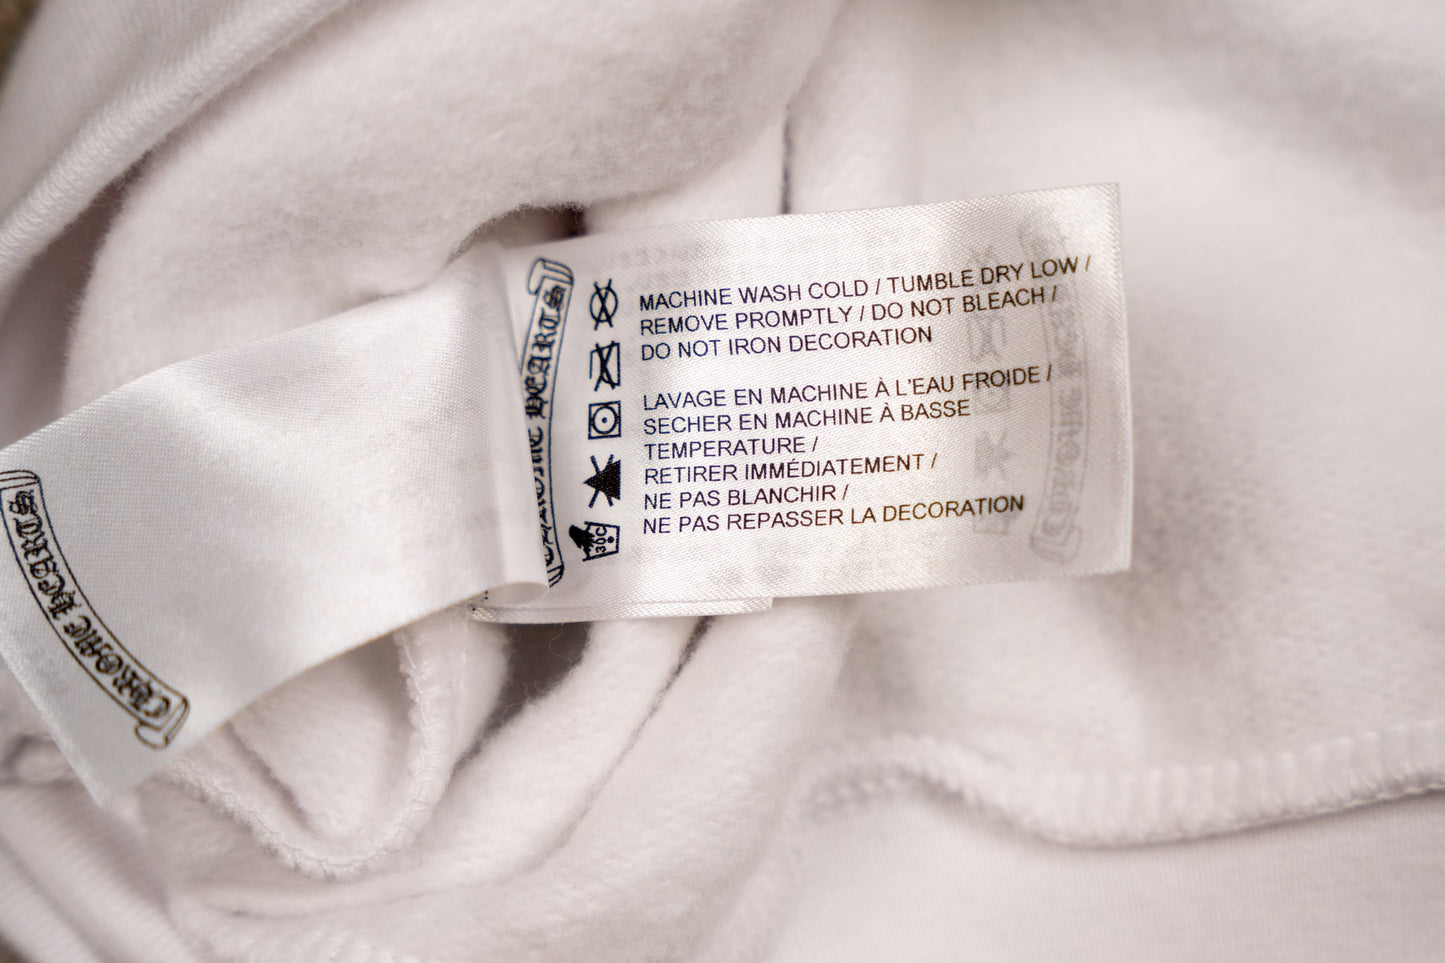 CHROME HEARTS
CHROME HEARTS
MACHINE WASH COLD / TUMBLE DRY LOW /
REMOVE PROMPTLY / DO NOT BLEACH /
DO NOT IRON DECORATION
LAVAGE EN MACHINE À L'EAU FROIDE /
SECHER EN MACHINE À BASSE
TEMPERATURE /
RETIRER IMMÉDIATEMENT /
NE PAS BLANCHIR /
NE PAS REPASSER LA DECORATION
30C